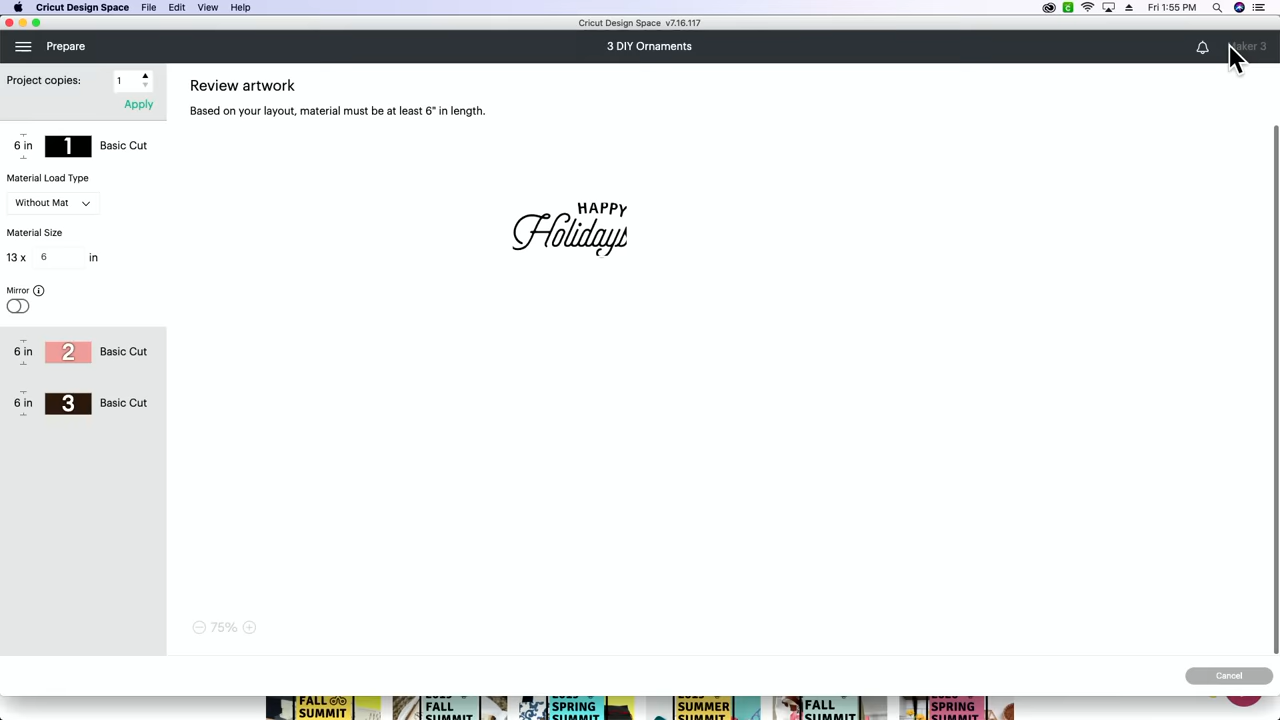 Cricut Design Space File Edit View Help Fri 1:55 PM
Cricut Design Space v7.16.117
Prepare 3 DIY Ornaments Maker 3
Project copies: 1
Apply
Review artwork
Based on your layout, material must be at least 6" in length.
6 in 1 Basic Cut
Material Load Type
Without Mat
Material Size
13 x 6 in
Mirror
6 in 2 Basic Cut
6 in 3 Basic Cut
HAPPY
Holidays
75%
Cancel
FALL SUMMIT
FALL SUMMIT
SPRING SUMMIT
SUMMER SUMMIT
FALL SUMMIT
SPRING SUMMIT